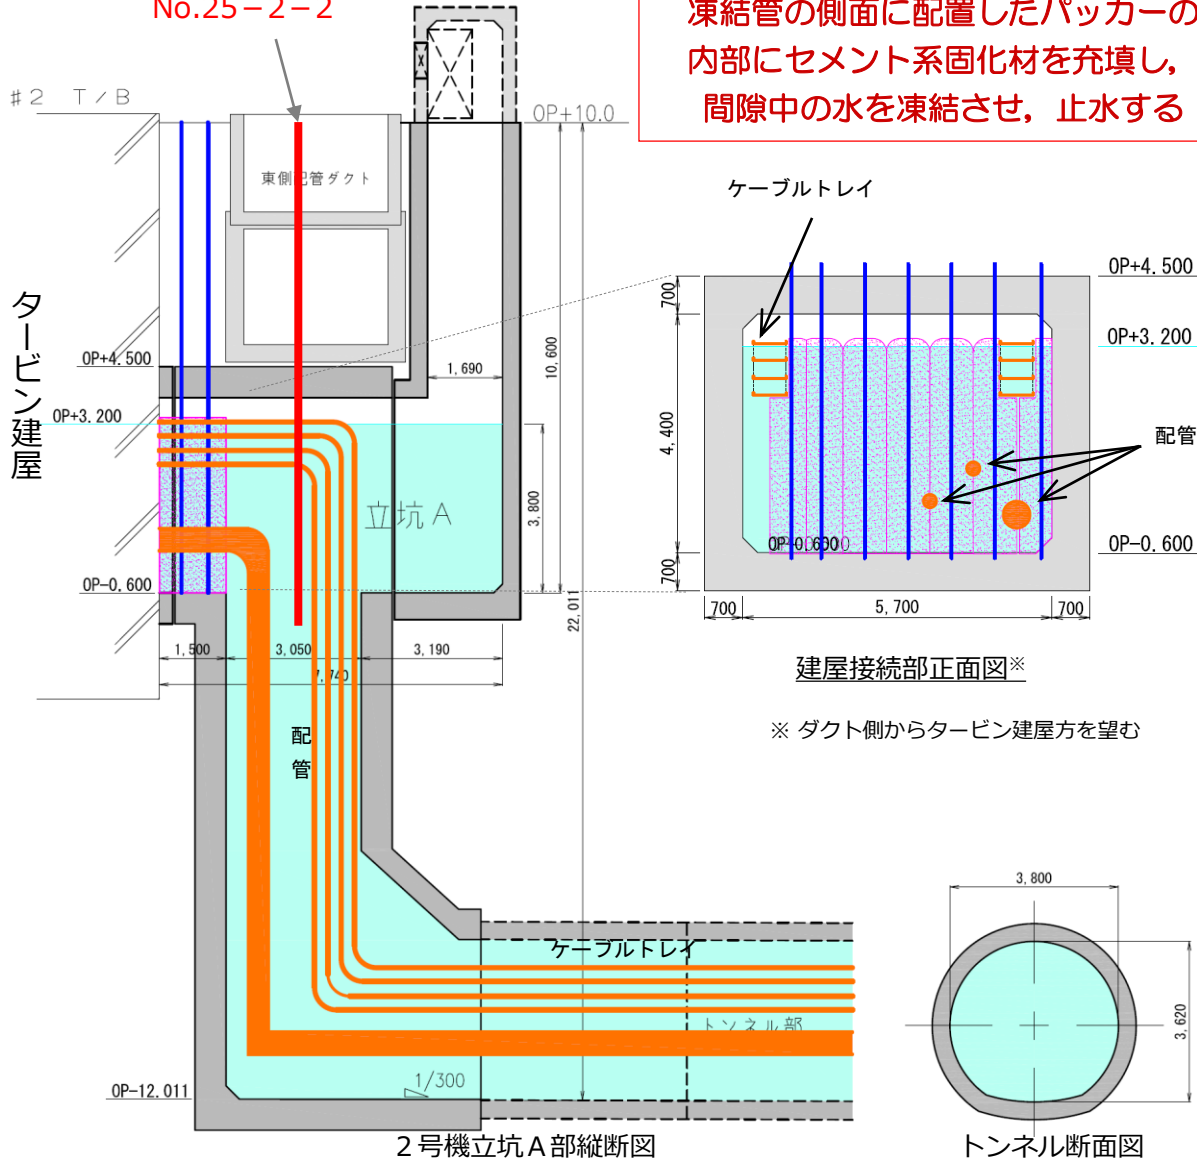 No.25－2－2
凍結管の側面に配置したパッカーの
内部にセメント系固化材を充填し，
間隙中の水を凍結させ，止水する
♯2 T/B
OP+10.0
東側配管ダクト
ケーブルトレイ
タービン建屋
OP+4.500
OP+3.200
OP-0.600
1,690
10,600
3,800
22,011
立坑A
1,500
3,050
3,190
7,740
配管
ケーブルトレイ
トンネル部
1/300
OP-12.011
2号機立坑A部縦断図
OP+4.500
OP+3.200
OP-0.600
700
4,400
700
配管
OP-0.600
700
5,700
700
建屋接続部正面図※
※ ダクト側からタービン建屋方を望む
3,800
3,620
トンネル断面図